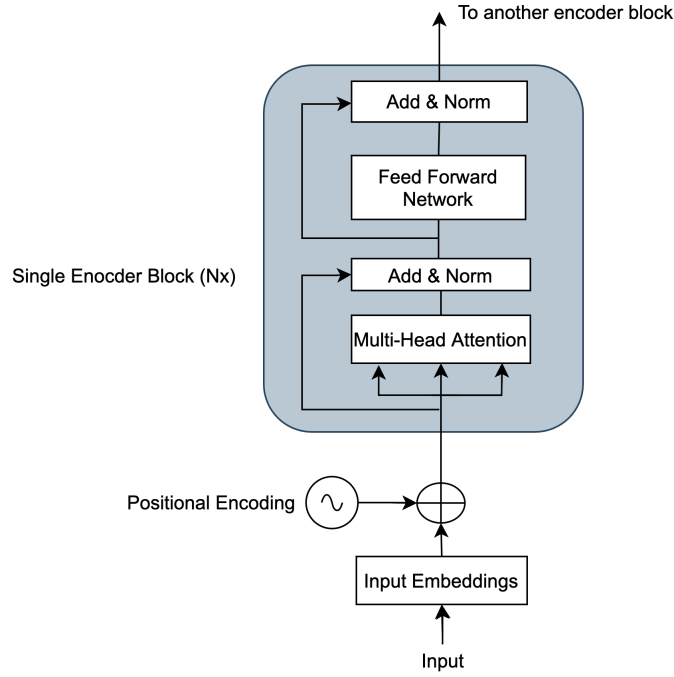 To another encoder block
Add & Norm
Feed Forward
Network
Single Enocder Block (Nx)
Add & Norm
Multi-Head Attention
Positional Encoding
Input Embeddings
Input